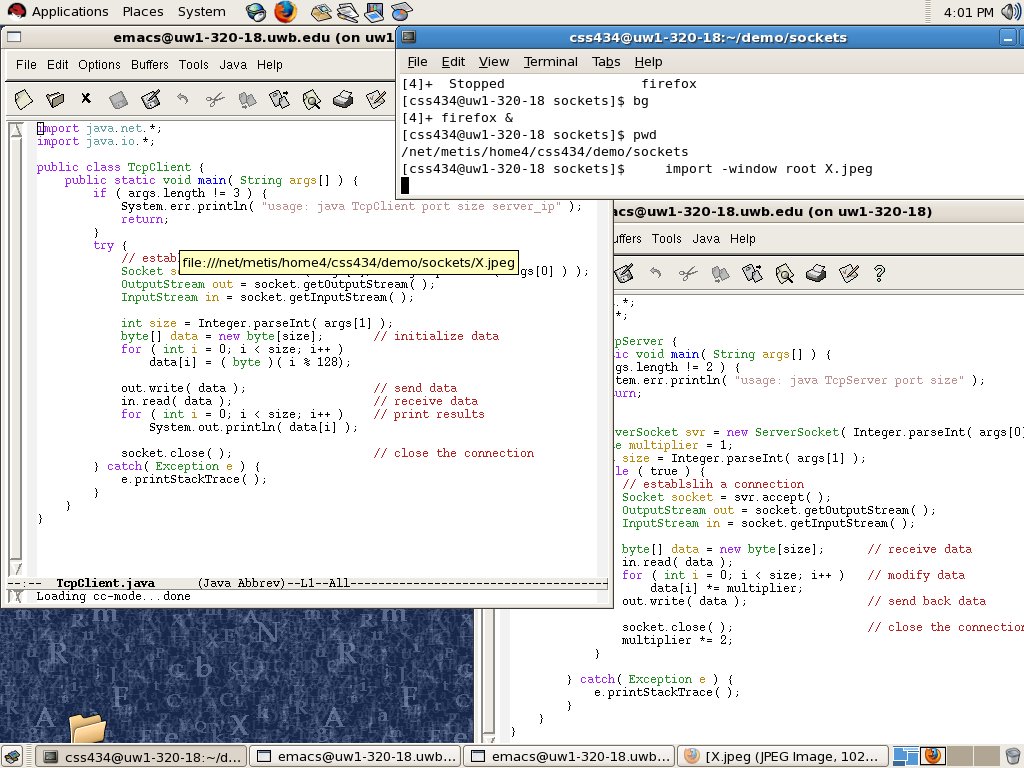 Applications Places System 4:01 PM
emacs@uw1-320-18.uwb.edu (on uw1
File Edit Options Buffers Tools Java Help
import java.net.*;
import java.io.*;
public class TcpClient {
public static void main( String args[] ) {
if ( args.length != 3 ) {
System.err.println( "usage: java TcpClient port size server_ip" );
return;
}
try {
// estab
file:///net/metis/home4/css434/demo/sockets/X.jpeg
Socket s gs[0] ) );
OutputStream out = socket.getOutputStream( );
InputStream in = socket.getInputStream( );
int size = Integer.parseInt( args[1] );
byte[] data = new byte[size]; // initialize data
for ( int i = 0; i < size; i++ )
data[i] = ( byte )( i % 128);
out.write( data ); // send data
in.read( data ); // receive data
for ( int i = 0; i < size; i++ ) // print results
System.out.println( data[i] );
socket.close( ); // close the connection
} catch( Exception e ) {
e.printStackTrace( );
}
}
}
--:-- TcpClient.java (Java Abbrev)--L1--All
Loading cc-mode...done
css434@uw1-320-18:~/demo/sockets
File Edit View Terminal Tabs Help
[4]+ Stopped firefox
[css434@uw1-320-18 sockets]$ bg
[4]+ firefox &
[css434@uw1-320-18 sockets]$ pwd
/net/metis/home4/css434/demo/sockets
[css434@uw1-320-18 sockets]$ import -window root X.jpeg
acs@uw1-320-18.uwb.edu (on uw1-320-18)
uffers Tools Java Help
.*;
*;
pServer {
ic void main( String args[] ) {
gs.length != 2 ) {
tem.err.println( "usage: java TcpServer port size" );
urn;
verSocket svr = new ServerSocket( Integer.parseInt( args[0]
e multiplier = 1;
size = Integer.parseInt( args[1] );
le ( true ) {
// establslih a connection
Socket socket = svr.accept( );
OutputStream out = socket.getOutputStream( );
InputStream in = socket.getInputStream( );
byte[] data = new byte[size]; // receive data
in.read( data );
for ( int i = 0; i < size; i++ ) // modify data
data[i] *= multiplier;
out.write( data ); // send back data
socket.close( ); // close the connection
multiplier *= 2;
}
} catch( Exception e ) {
e.printStackTrace( );
}
}
}
css434@uw1-320-18:~/d... emacs@uw1-320-18.uwb... emacs@uw1-320-18.uwb... [X.jpeg (JPEG Image, 102...